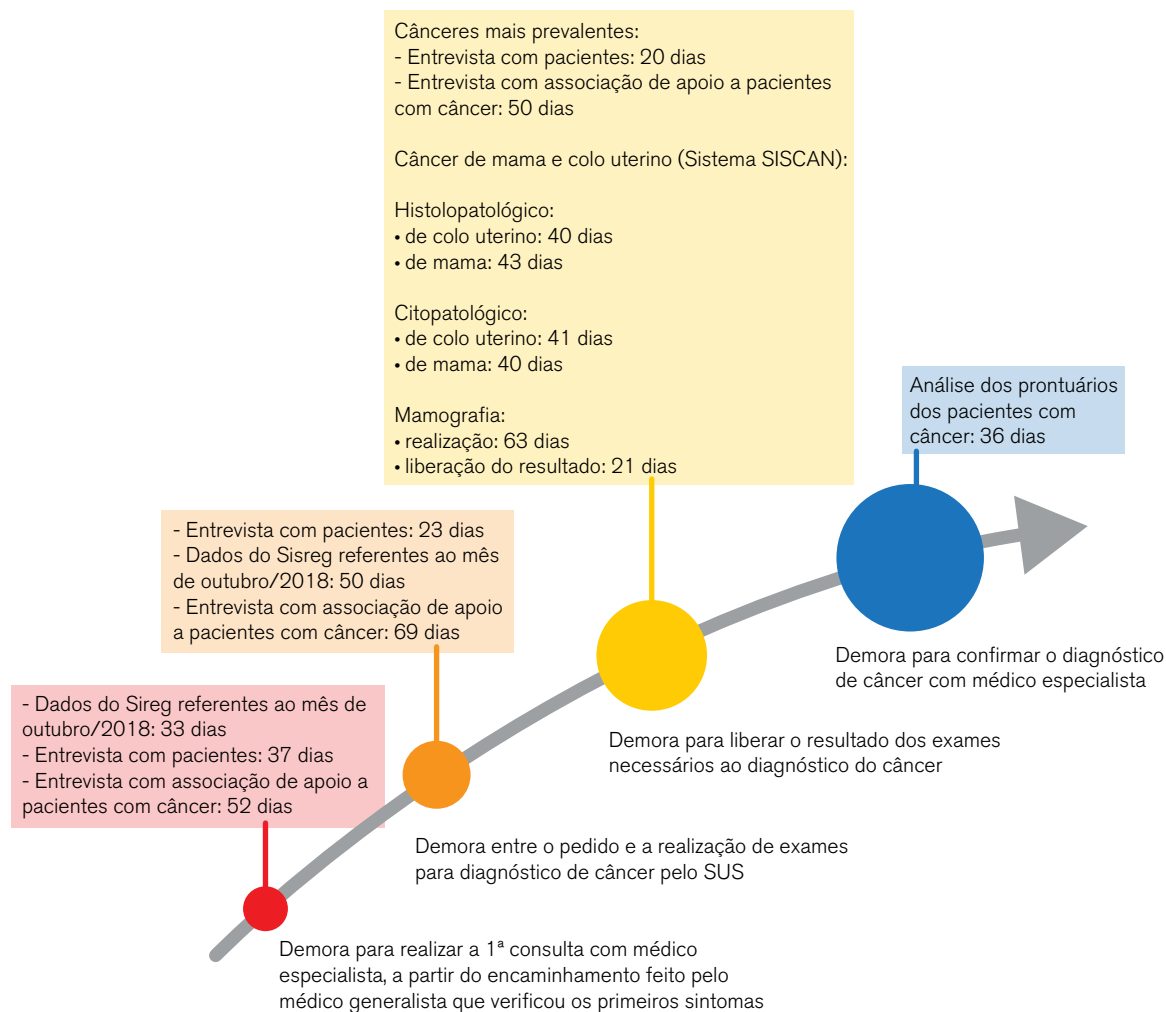 Cânceres mais prevalentes:
- Entrevista com pacientes: 20 dias
- Entrevista com associação de apoio a pacientes
com câncer: 50 dias
Câncer de mama e colo uterino (Sistema SISCAN):
Histolopatológico:
• de colo uterino: 40 dias
• de mama: 43 dias
Citopatológico:
• de colo uterino: 41 dias
• de mama: 40 dias
Mamografia:
• realização: 63 dias
• liberação do resultado: 21 dias
Análise dos prontuários
dos pacientes com
câncer: 36 dias
- Entrevista com pacientes: 23 dias
- Dados do Sisreg referentes ao mês
de outubro/2018: 50 dias
- Entrevista com associação de apoio
a pacientes com câncer: 69 dias
Demora para confirmar o diagnóstico
de câncer com médico especialista
- Dados do Sireg referentes ao mês de
outubro/2018: 33 dias
- Entrevista com pacientes: 37 dias
- Entrevista com associação de apoio a
pacientes com câncer: 52 dias
Demora para liberar o resultado dos exames
necessários ao diagnóstico do câncer
Demora entre o pedido e a realização de exames
para diagnóstico de câncer pelo SUS
Demora para realizar a 1ª consulta com médico
especialista, a partir do encaminhamento feito pelo
médico generalista que verificou os primeiros sintomas